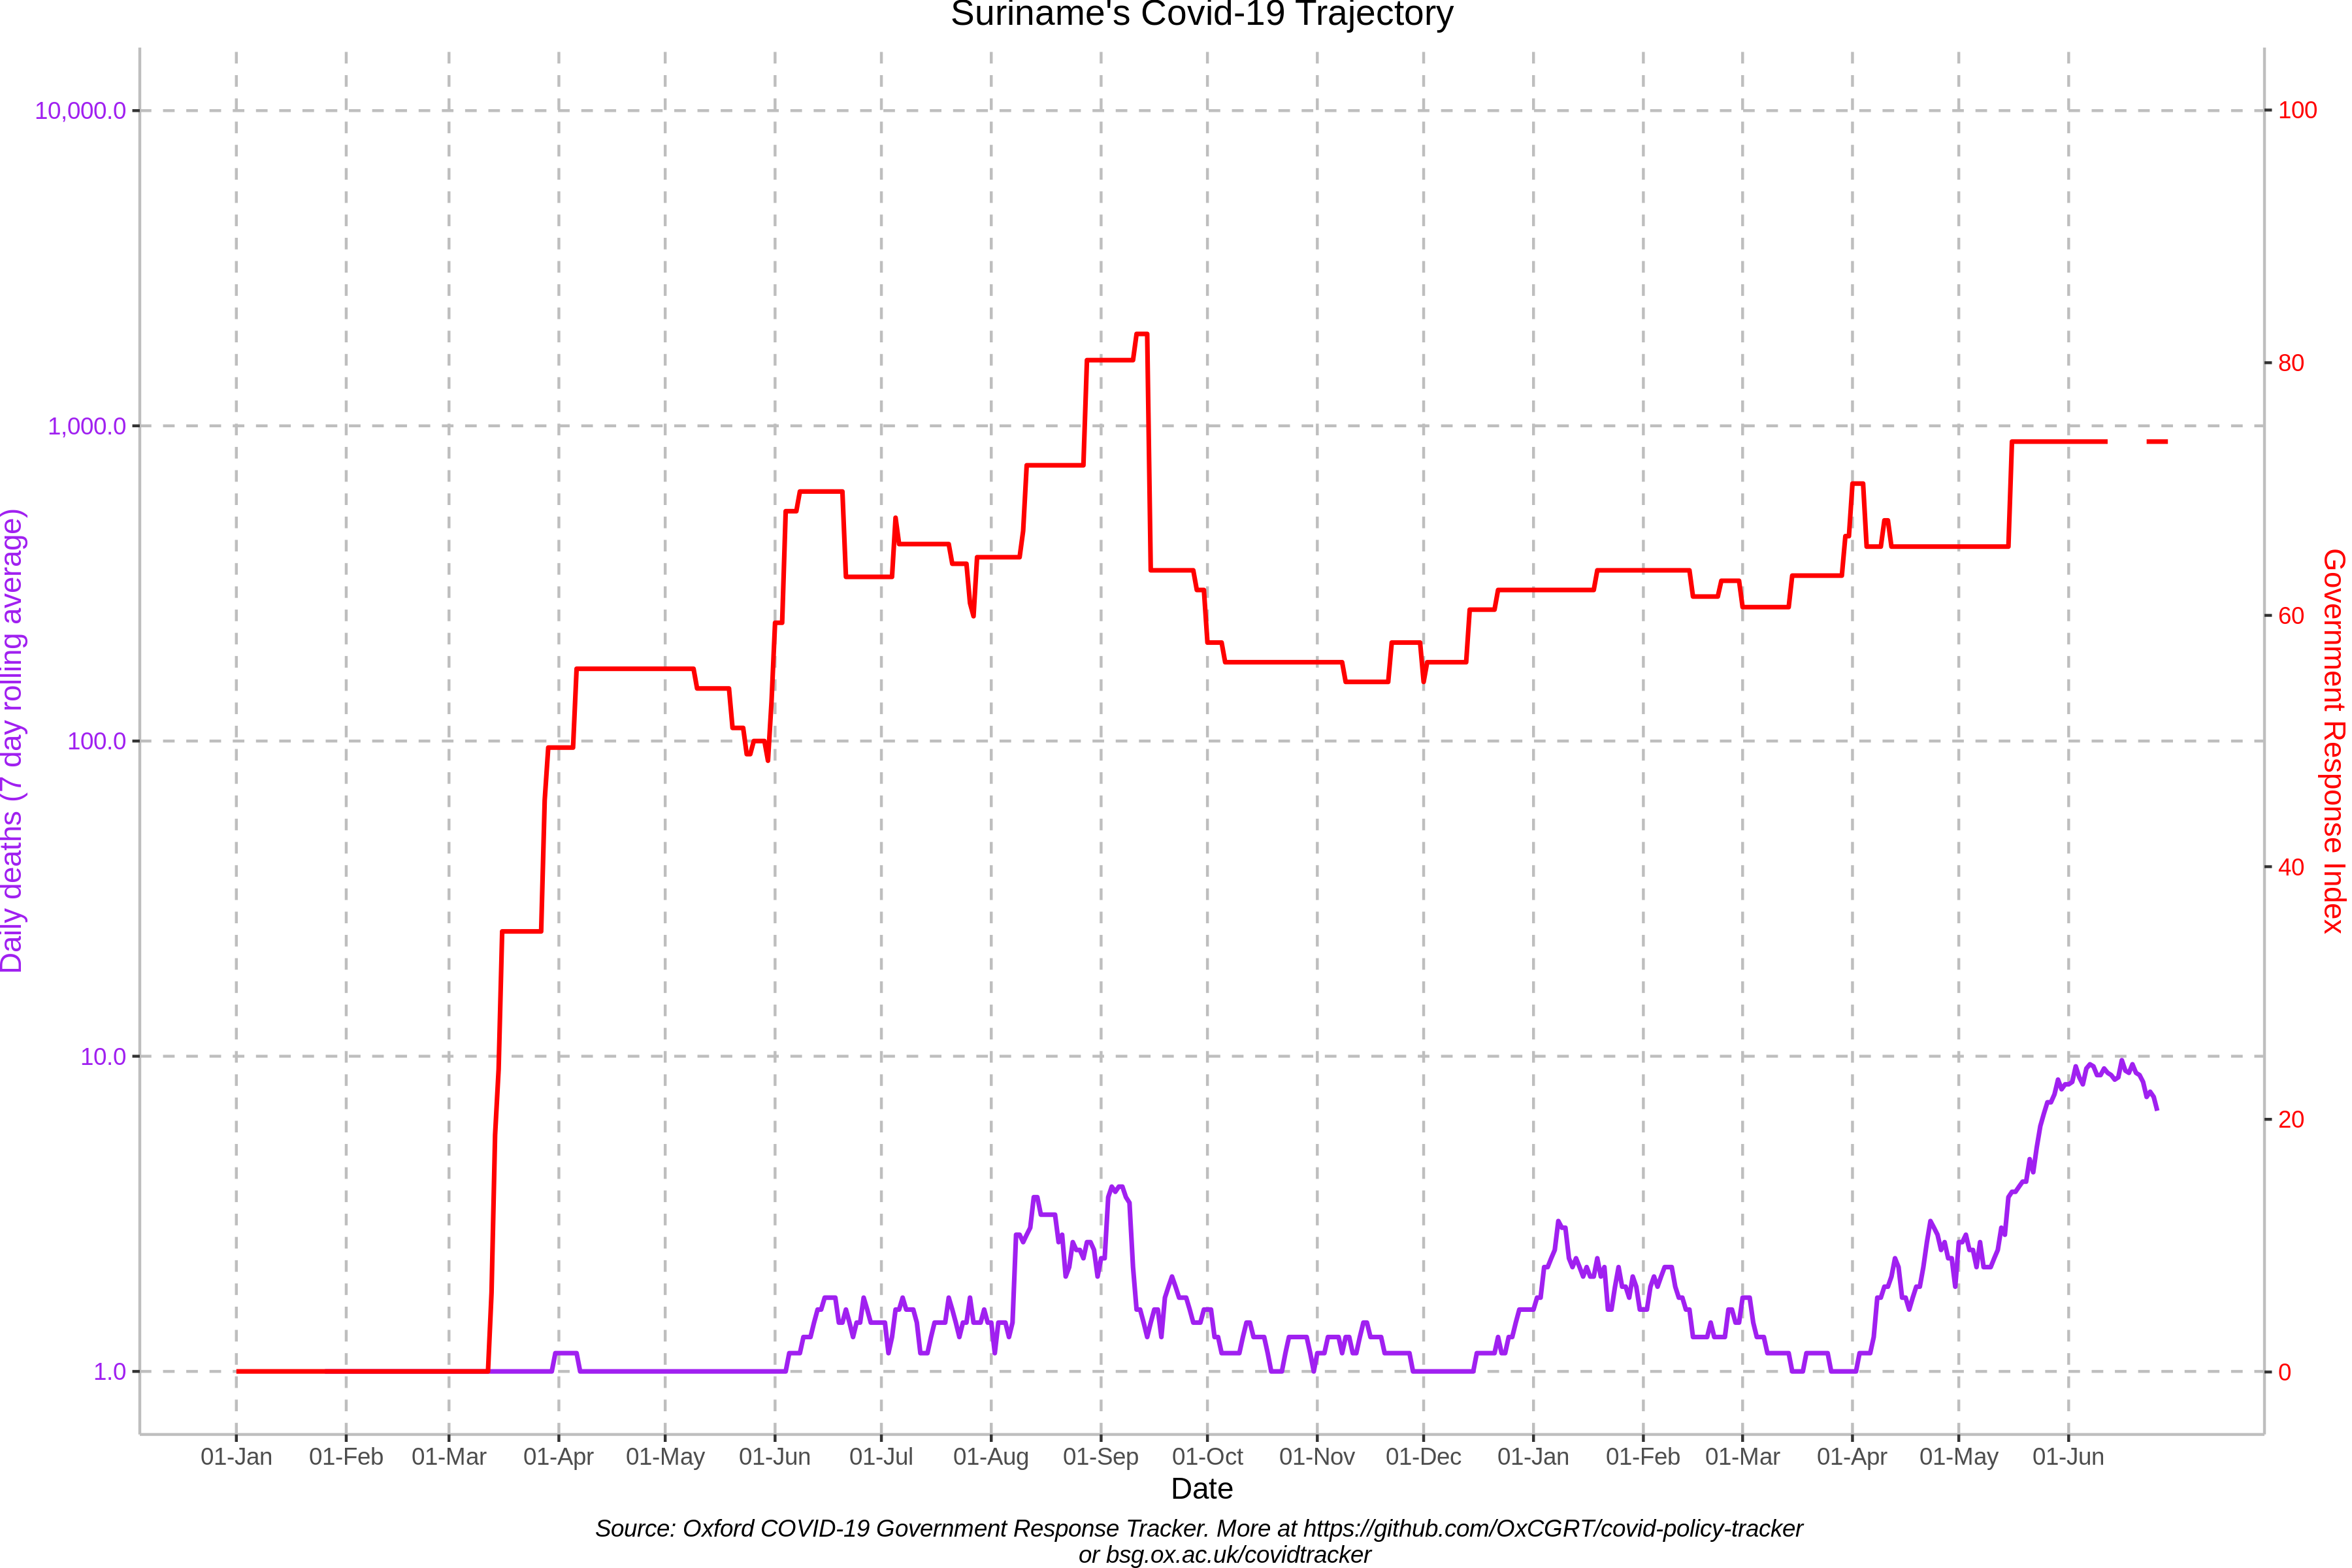 Suriname's Covid-19 Trajectory
10,000.0
1,000.0
100.0
10.0
1.0
Daily deaths (7 day rolling average)
100
80
60
40
20
0
Government Response Index
01-Jan 01-Feb 01-Mar 01-Apr 01-May 01-Jun 01-Jul 01-Aug 01-Sep 01-Oct 01-Nov 01-Dec 01-Jan 01-Feb 01-Mar 01-Apr 01-May 01-Jun
Date
Source: Oxford COVID-19 Government Response Tracker. More at https://github.com/OxCGRT/covid-policy-tracker
or bsg.ox.ac.uk/covidtracker